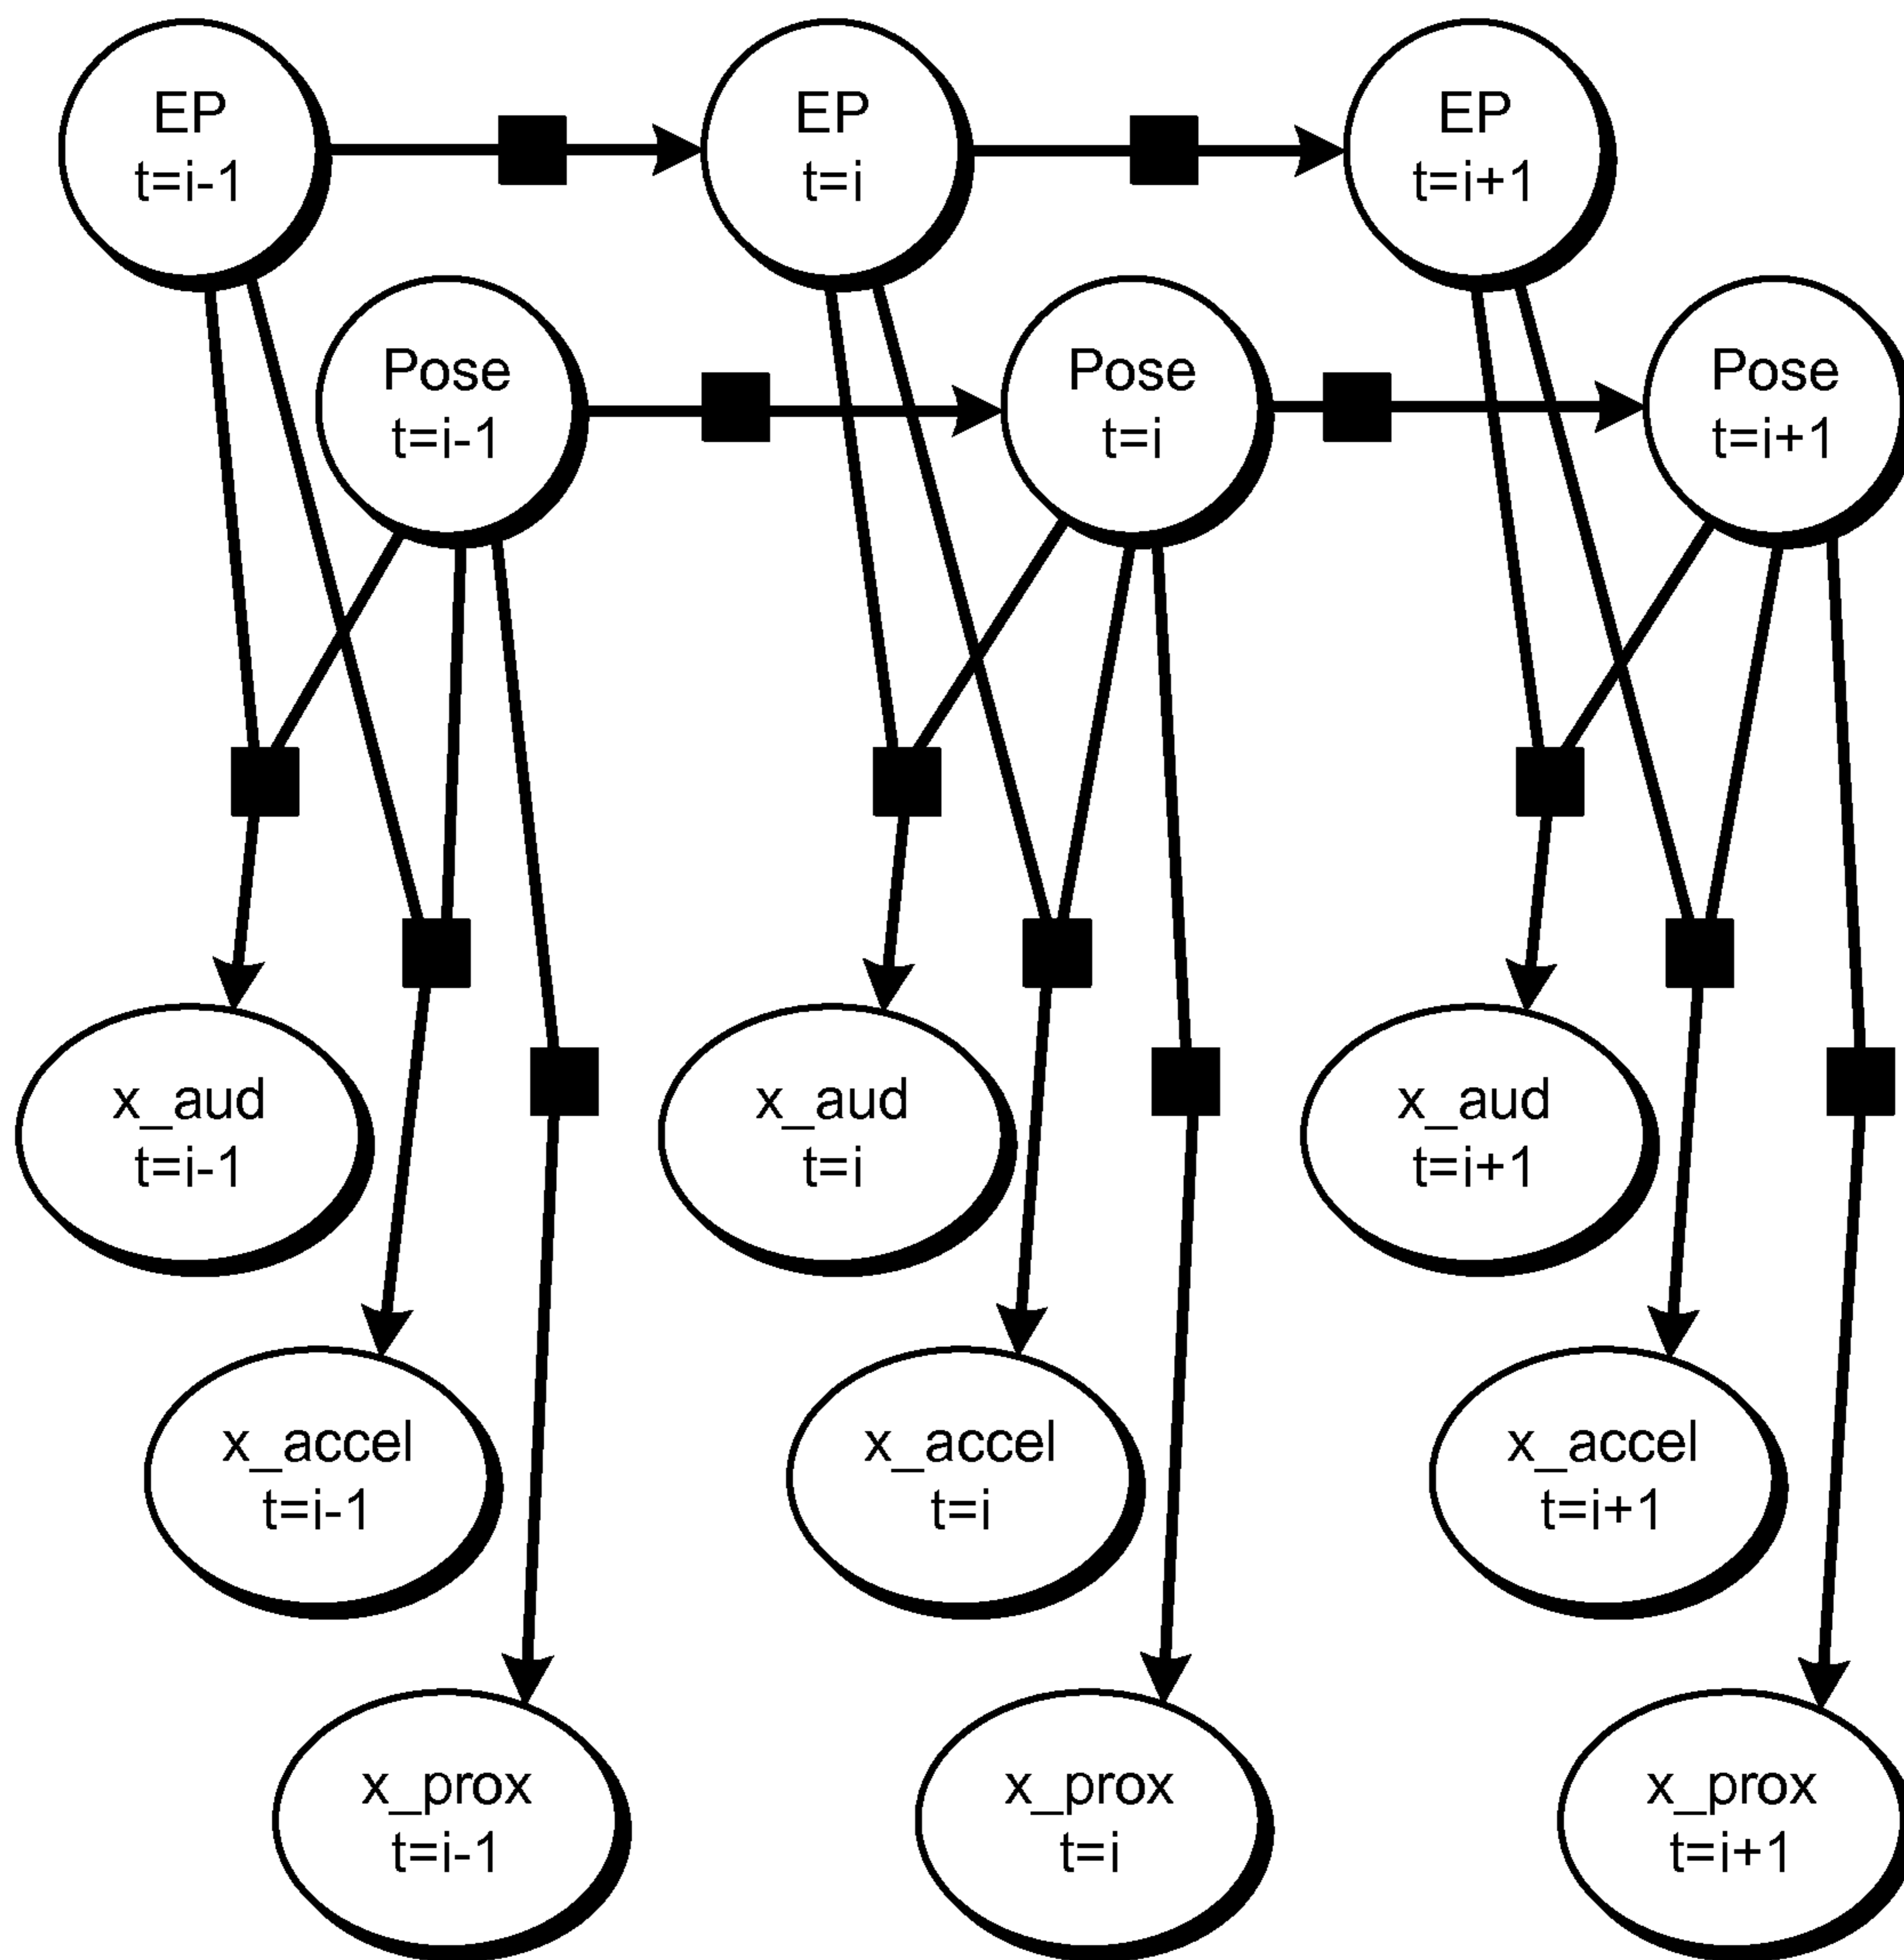 EP
t=i-1
EP
t=i
EP
t=i+1
Pose
t=i-1
Pose
t=i
Pose
t=i+1
x_aud
t=i-1
x_aud
t=i
x_aud
t=i+1
x_accel
t=i-1
x_accel
t=i
x_accel
t=i+1
x_prox
t=i-1
x_prox
t=i
x_prox
t=i+1